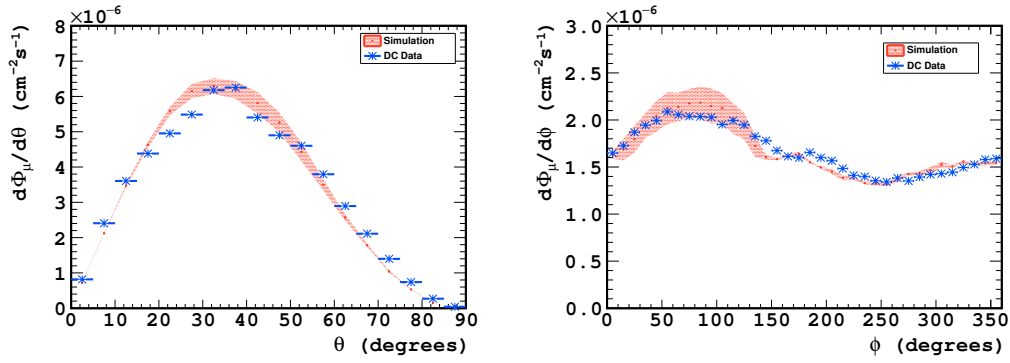 ×10⁻⁶
dΦμ/dθ (cm⁻²s⁻¹)
8
7
6
5
4
3
2
1
0
Simulation
DC Data
0 10 20 30 40 50 60 70 80 90
θ (degrees)
×10⁻⁶
dΦμ/dϕ (cm⁻²s⁻¹)
3.0
2.5
2.0
1.5
1.0
0.5
0.0
Simulation
DC Data
0 50 100 150 200 250 300 350
ϕ (degrees)